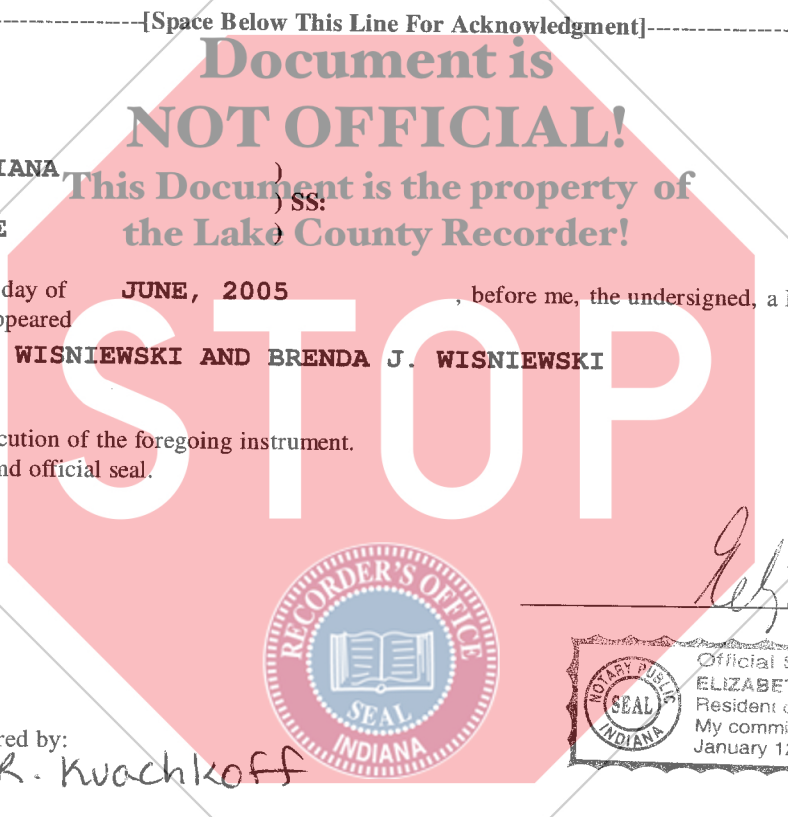 ---------------------[Space Below This Line For Acknowledgment]---------------------
Document is
NOT OFFICIAL!
IANA )
This Document is the property of
) SS:
the Lake County Recorder!
E )
day of JUNE, 2005 , before me, the undersigned, a
ppeared
STOP
WISNIEWSKI AND BRENDA J. WISNIEWSKI
cution of the foregoing instrument.
nd official seal.
RECORDER'S OFFICE
SEAL
INDIANA
Official S
NOTARY PUBLIC
SEAL
INDIANA
ELIZABET
Resident o
My commi
January 12
red by:
R. Kvachkoff